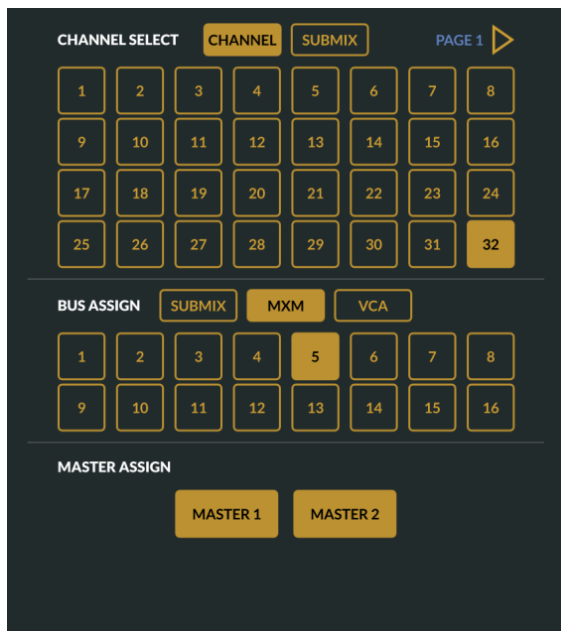 CHANNEL SELECT CHANNEL SUBMIX PAGE 1
1 2 3 4 5 6 7 8
9 10 11 12 13 14 15 16
17 18 19 20 21 22 23 24
25 26 27 28 29 30 31 32
BUS ASSIGN SUBMIX MXM VCA
1 2 3 4 5 6 7 8
9 10 11 12 13 14 15 16
MASTER ASSIGN
MASTER 1 MASTER 2